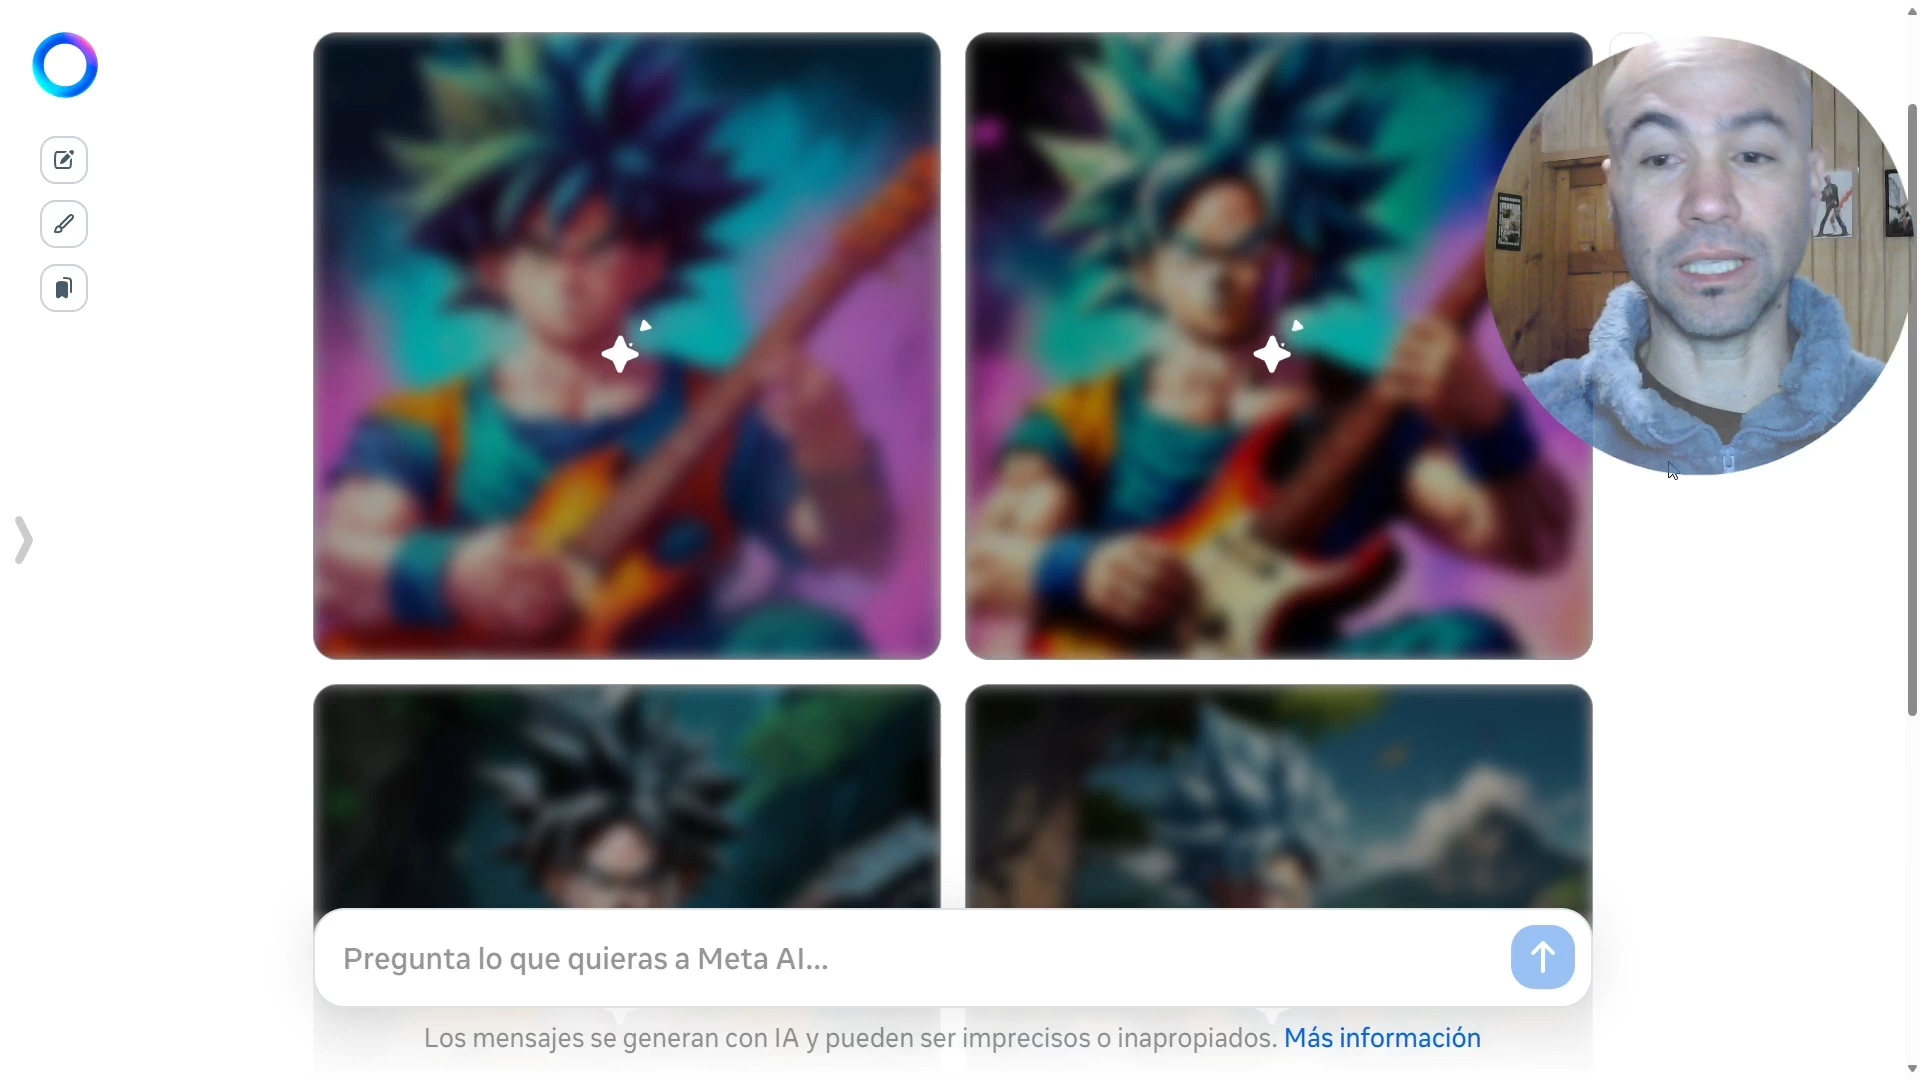 Pregunta lo que quieras a Meta AI...
Los mensajes se generan con IA y pueden ser imprecisos o inapropiados. Más información